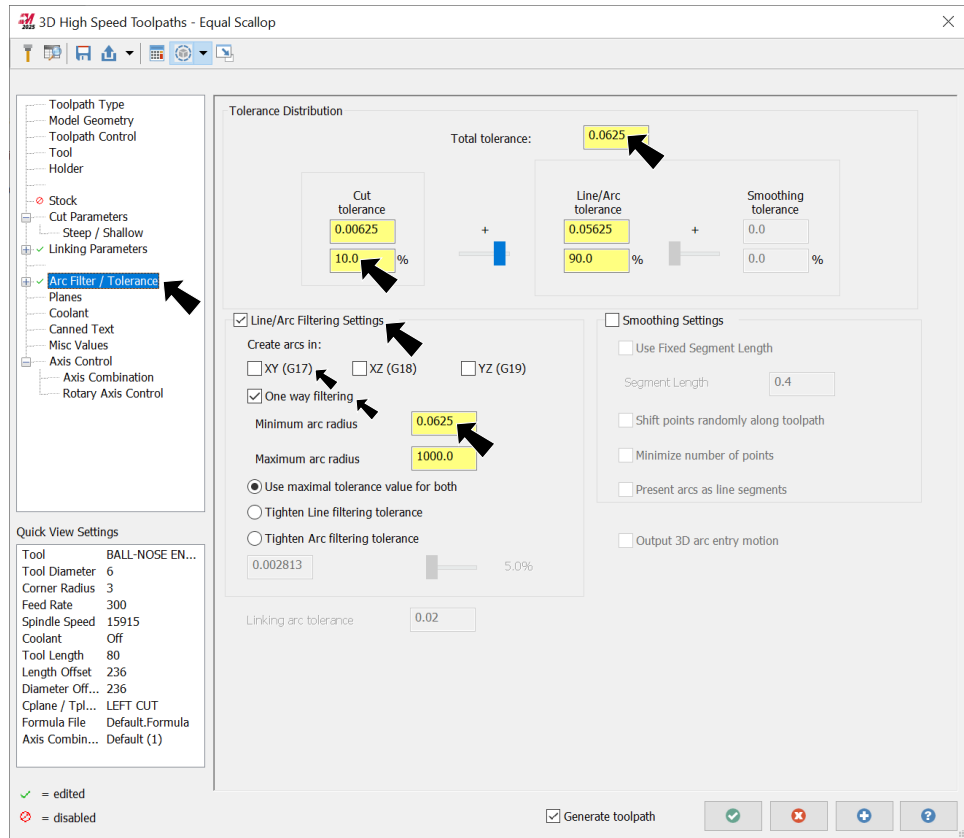 2025 3D High Speed Toolpaths - Equal Scallop
Toolpath Type
Model Geometry
Toolpath Control
Tool
Holder
Stock
Cut Parameters
Steep / Shallow
Linking Parameters
Arc Filter / Tolerance
Planes
Coolant
Canned Text
Misc Values
Axis Control
Axis Combination
Rotary Axis Control
Quick View Settings
Tool BALL-NOSE EN...
Tool Diameter 6
Corner Radius 3
Feed Rate 300
Spindle Speed 15915
Coolant Off
Tool Length 80
Length Offset 236
Diameter Off... 236
Cplane / Tpl... LEFT CUT
Formula File Default.Formula
Axis Combin... Default (1)
= edited
= disabled
Tolerance Distribution
Total tolerance: 0.0625
Cut
tolerance
0.00625
10.0 %
+
Line/Arc
tolerance
0.05625
90.0 %
+
Smoothing
tolerance
0.0
0.0 %
Line/Arc Filtering Settings
Create arcs in:
XY (G17) XZ (G18) YZ (G19)
One way filtering
Minimum arc radius 0.0625
Maximum arc radius 1000.0
Use maximal tolerance value for both
Tighten Line filtering tolerance
Tighten Arc filtering tolerance
0.002813 5.0%
Linking arc tolerance 0.02
Smoothing Settings
Use Fixed Segment Length
Segment Length 0.4
Shift points randomly along toolpath
Minimize number of points
Present arcs as line segments
Output 3D arc entry motion
Generate toolpath